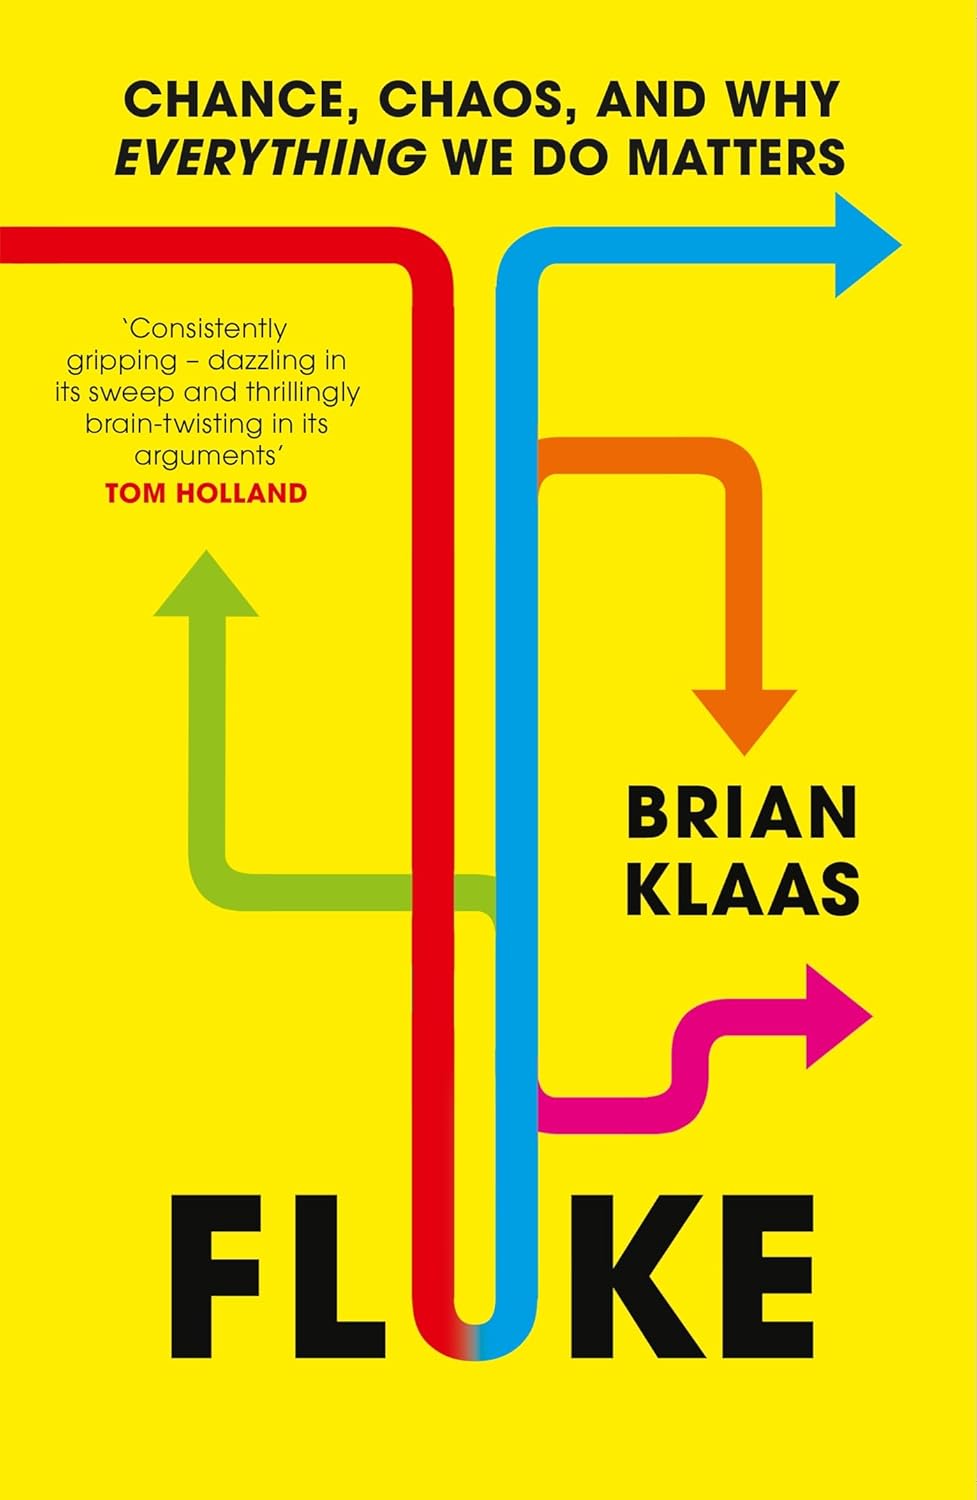 CHANCE, CHAOS, AND WHY
EVERYTHING WE DO MATTERS
‘Consistently
gripping – dazzling in
its sweep and thrillingly
brain-twisting in its
arguments’
TOM HOLLAND
BRIAN
KLAAS
FLUKE